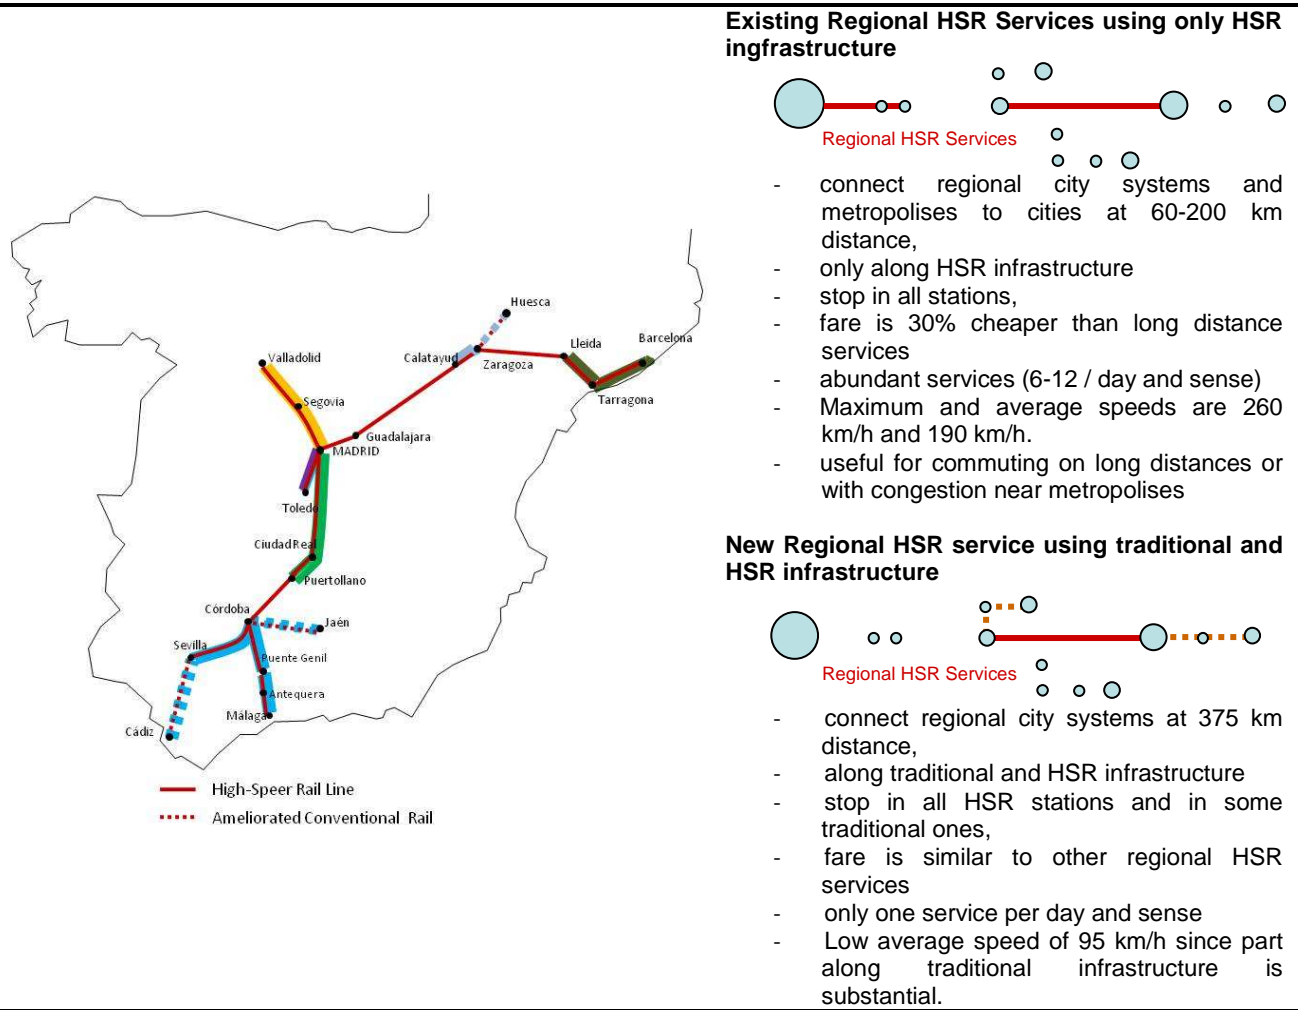 Huesca
Lleida
Barcelona
Valladolid
Calatayud
Zaragoza
Segovia
Tarragona
Guadalajara
MADRID
Toledo
Ciudad Real
Puertollano
Córdoba
Jaén
Sevilla
Puente Genil
Antequera
Málaga
Cádiz
High-Speer Rail Line
Ameliorated Conventional Rail
Existing Regional HSR Services using only HSR
ingfrastructure
Regional HSR Services
- connect regional city systems and
metropolises to cities at 60-200 km
distance,
- only along HSR infrastructure
- stop in all stations,
- fare is 30% cheaper than long distance
services
- abundant services (6-12 / day and sense)
- Maximum and average speeds are 260
km/h and 190 km/h.
- useful for commuting on long distances or
with congestion near metropolises
New Regional HSR service using traditional and
HSR infrastructure
Regional HSR Services
- connect regional city systems at 375 km
distance,
- along traditional and HSR infrastructure
- stop in all HSR stations and in some
traditional ones,
- fare is similar to other regional HSR
services
- only one service per day and sense
- Low average speed of 95 km/h since part
along traditional infrastructure is
substantial.